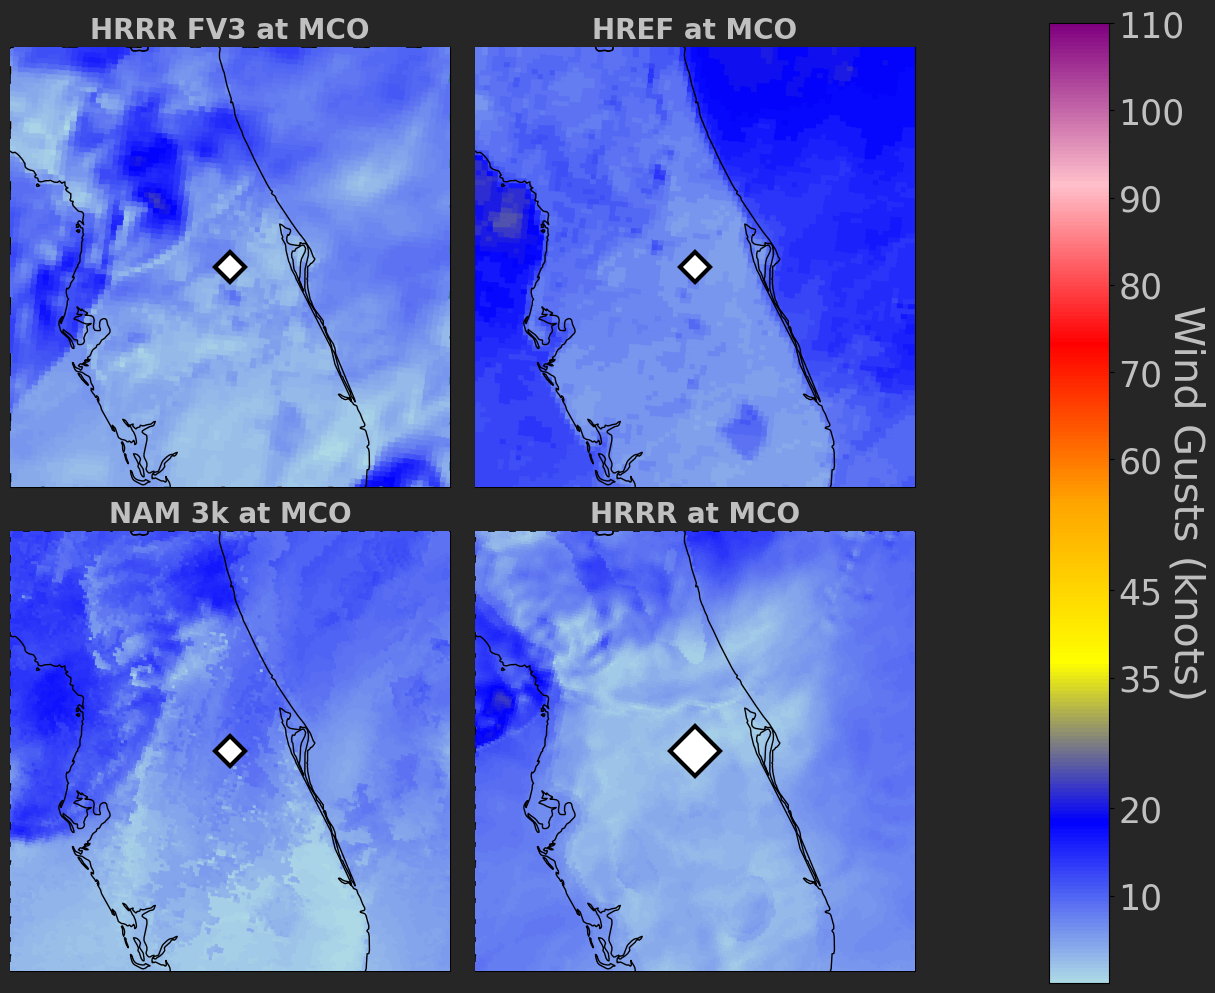 HRRR FV3 at MCO
HREF at MCO
NAM 3k at MCO
HRRR at MCO
110
100
90
80
70
60
45
35
20
10
Wind Gusts (knots)